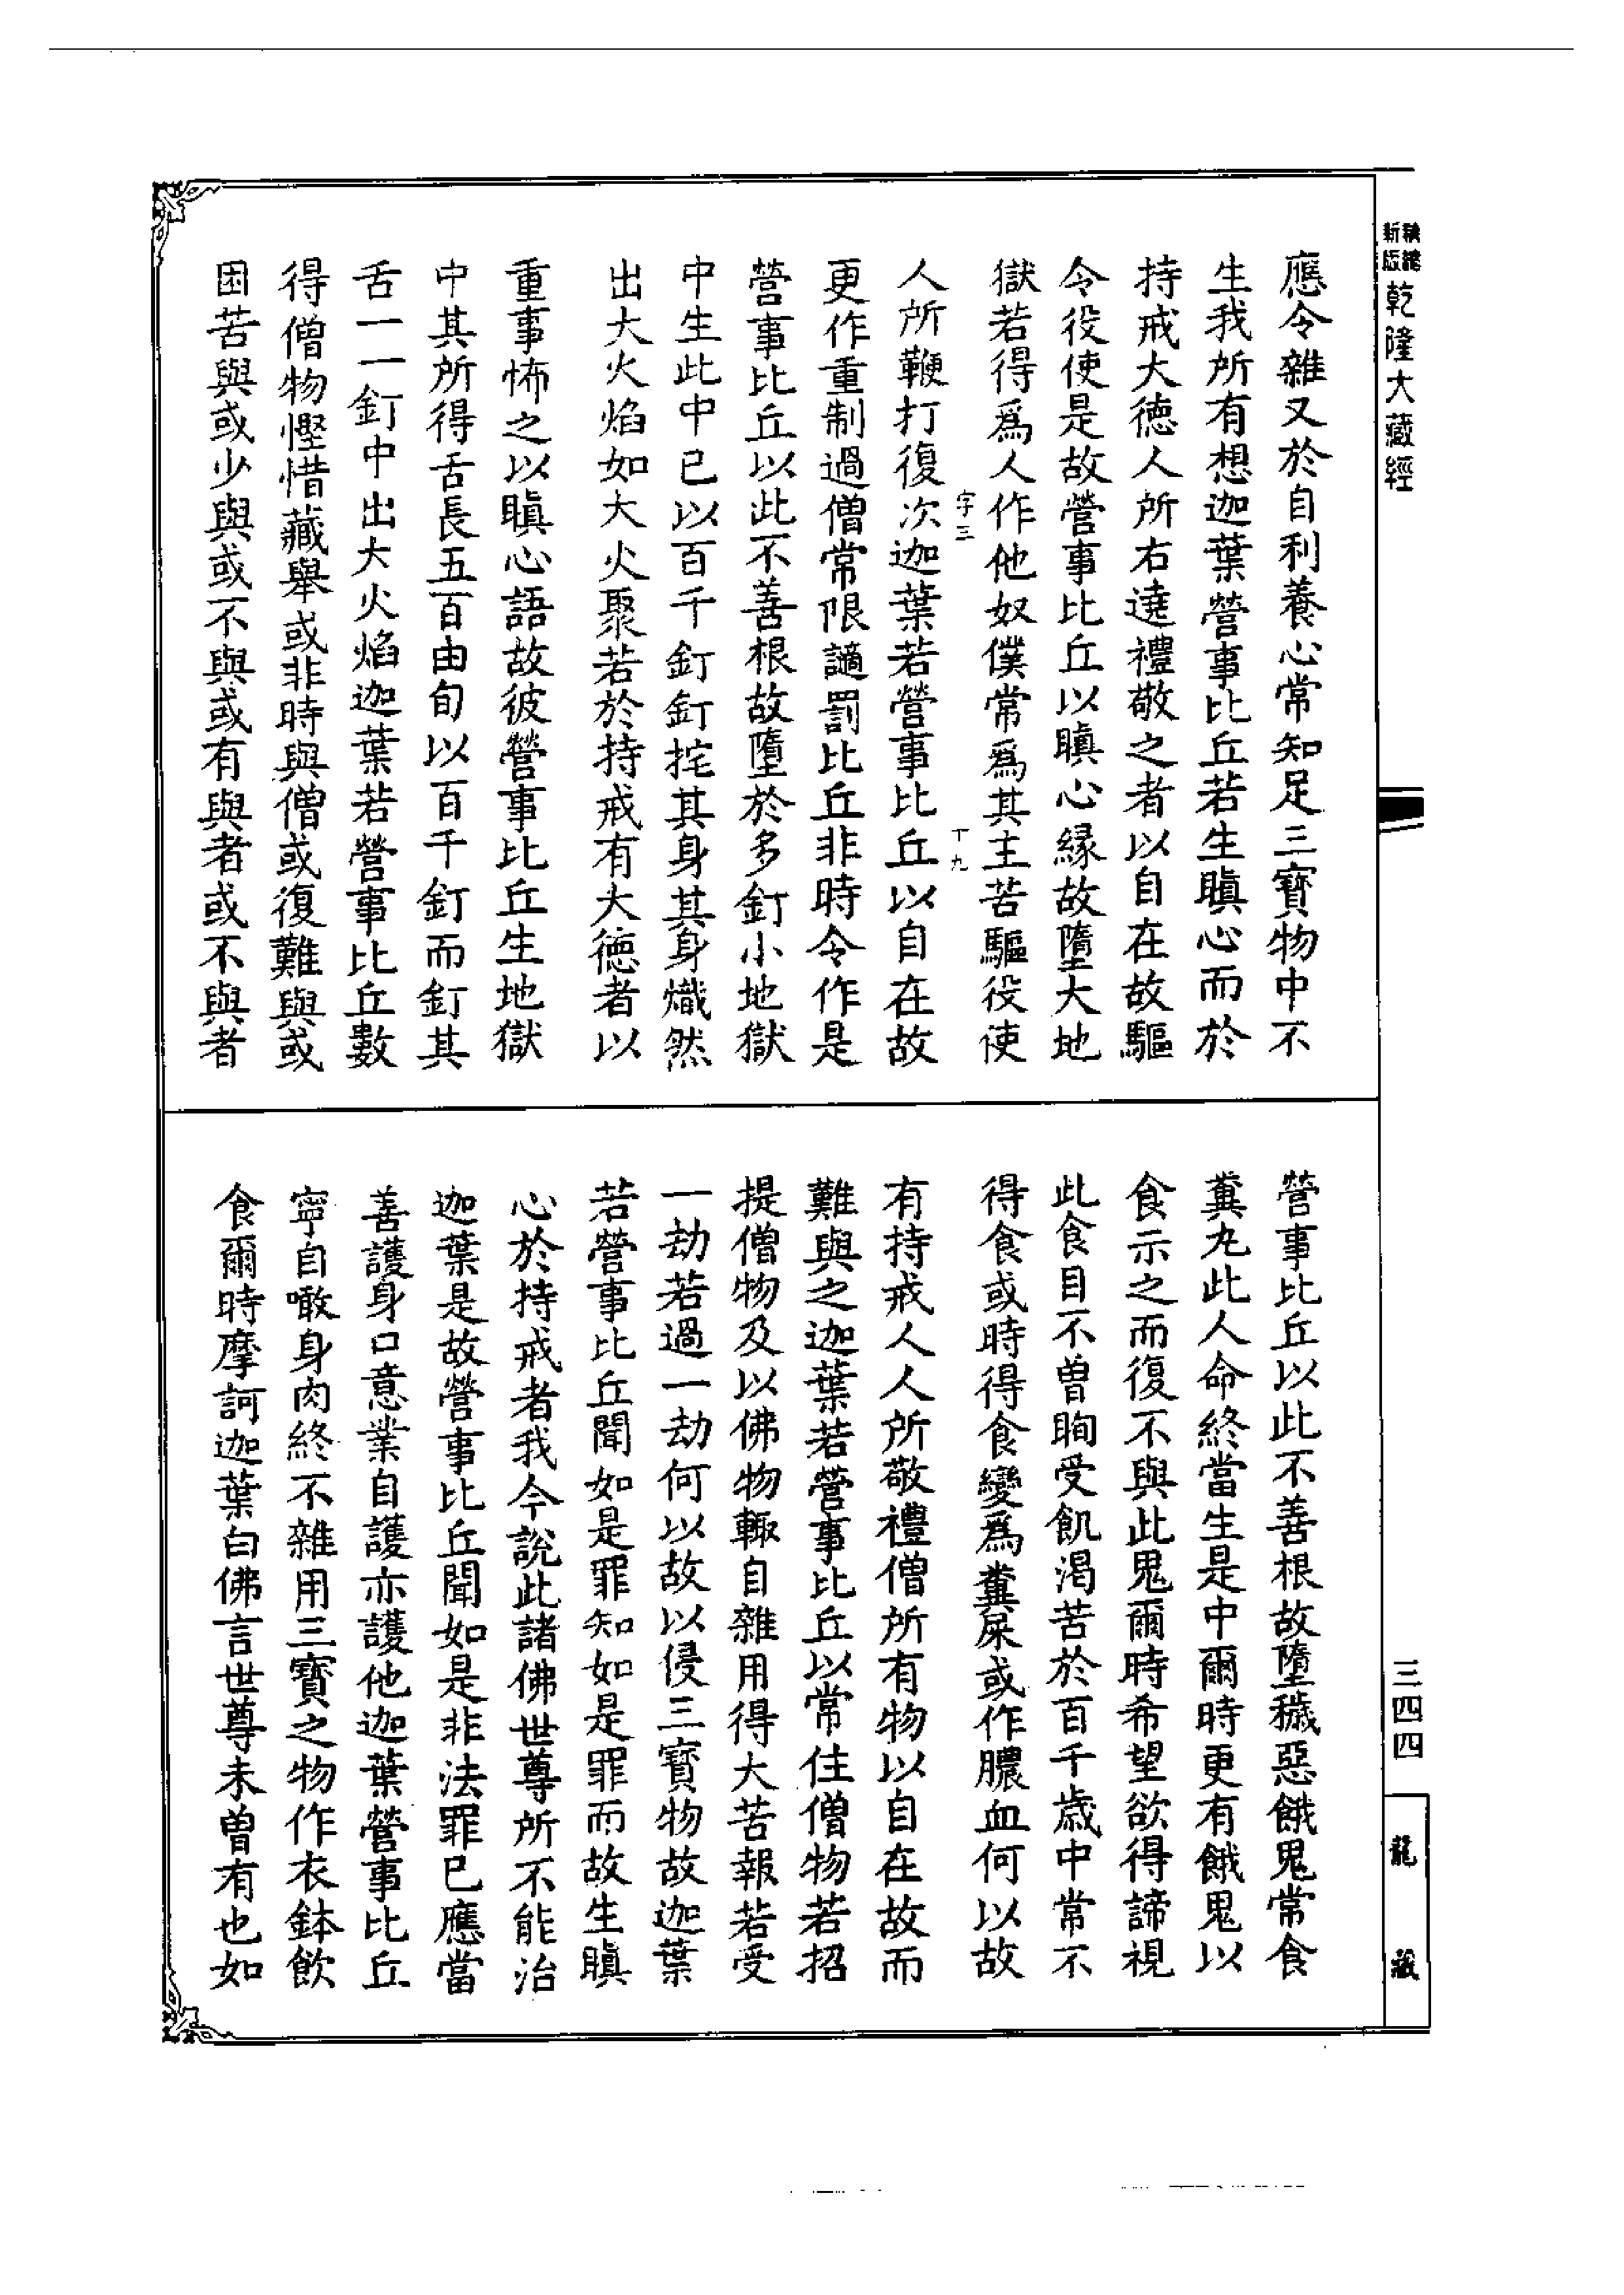 新編縮版乾隆大藏經
應令雜又於自利養心常知足三寶物中不
生我所有想迦葉營事比丘若生瞋心而於
持戒大德人所右遶禮敬之者以自在故驅
令役使是故營事比丘以瞋心緣故墮大地
獄若得爲人作他奴僕常爲其主苦驅役使
字三
十九
人所鞭打復次迦葉若營事比丘以自在故
更作重制過僧常限讁罰比丘非時令作是
營事比丘以此不善根故墮於多釘小地獄
中生此中已以百千釘釘挓其身其身熾然
出大火焰如大火聚若於持戒有大德者以
重事怖之以瞋心語故彼營事比丘生地獄
中其所得舌長五百由旬以百千釘而釘其
舌一一釘中出大火焰迦葉若營事比丘數
得僧物慳惜藏舉或非時與僧或復難與或
困苦與或少與或不與或有與者或不與者
營事比丘以此不善根故墮穢惡餓鬼常食
糞丸此人命終當生是中爾時更有餓鬼以
食示之而復不與此鬼爾時希望欲得諦視
此食目不曾眴受飢渴苦於百千歲中常不
得食或時得食變爲糞屎或作膿血何以故
有持戒人人所敬禮僧所有物以自在故而
難與之迦葉若營事比丘以常住僧物若招
提僧物及以佛物輙自雜用得大苦報若受
一劫若過一劫何以故以侵三寶物故迦葉
若營事比丘聞如是罪知如是罪而故生瞋
心於持戒者我今說此諸佛世尊所不能治
迦葉是故營事比丘聞如是非法罪已應當
善護身口意業自護亦護他迦葉營事比丘
寧自噉身肉終不雜用三寶之物作衣鉢飲
食爾時摩訶迦葉白佛言世尊未曾有也如
三四四
龍藏